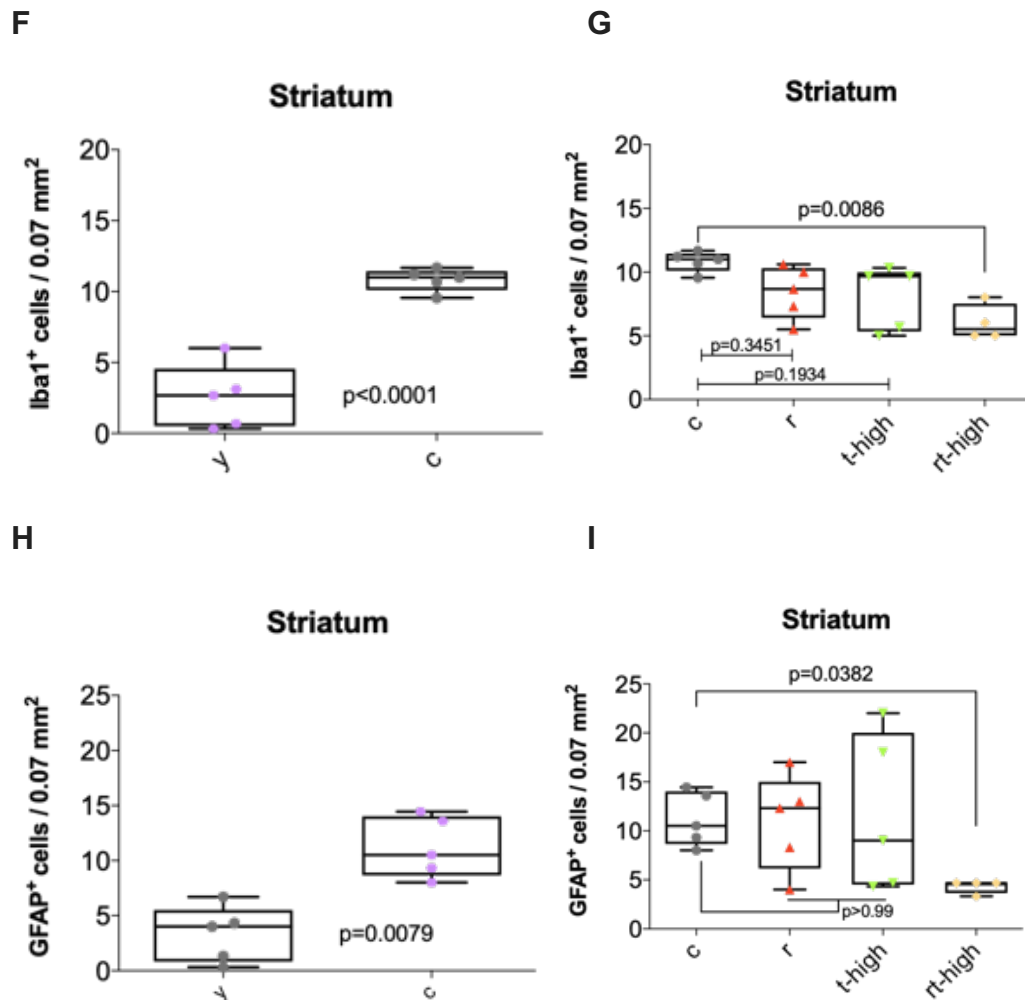 F
Striatum
Iba1⁺ cells / 0.07 mm²
20
15
10
5
0
p<0.0001
y
c
G
Striatum
Iba1⁺ cells / 0.07 mm²
20
15
10
5
0
p=0.0086
p=0.3451
p=0.1934
c
r
t-high
rt-high
H
Striatum
GFAP⁺ cells / 0.07 mm²
25
20
15
10
5
0
p=0.0079
y
c
I
Striatum
GFAP⁺ cells / 0.07 mm²
25
20
15
10
5
0
p=0.0382
p>0.99
c
r
t-high
rt-high